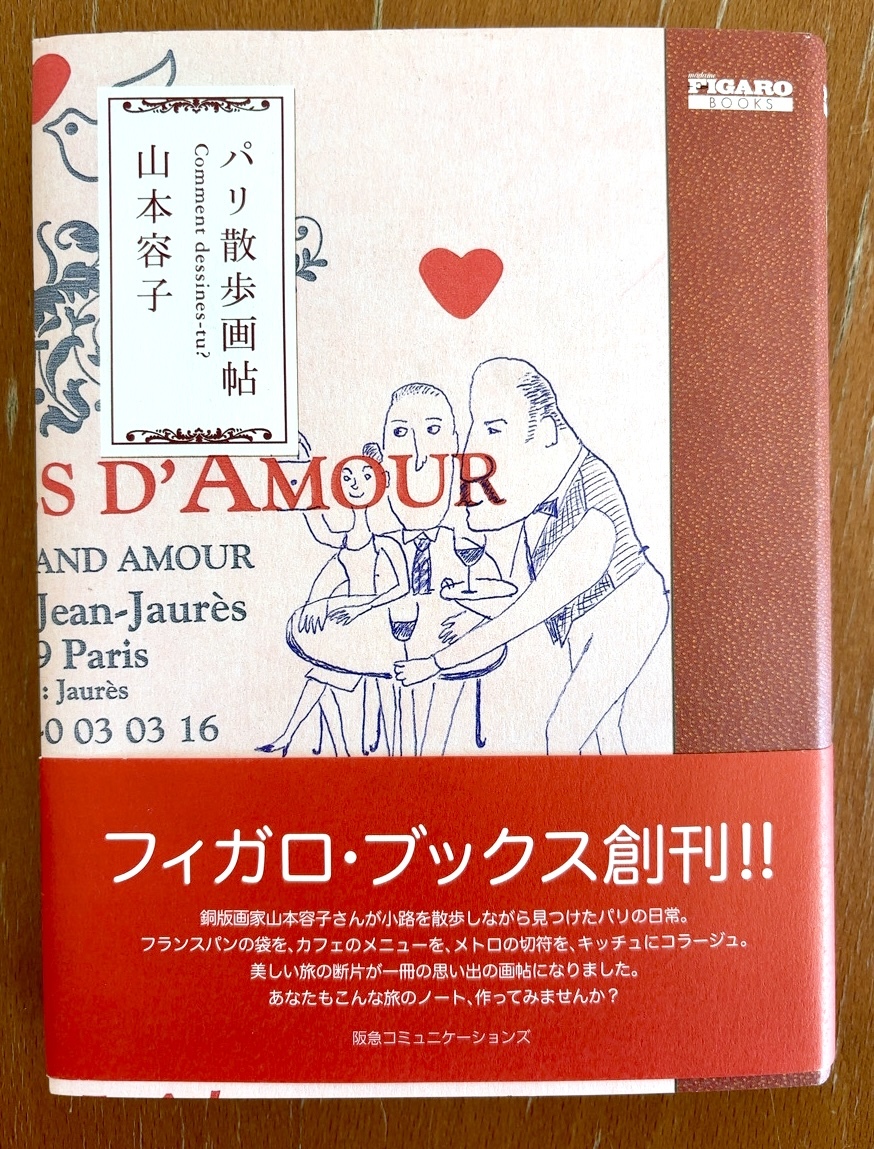 madame
FIGARO
BOOKS
パリ散歩画帖
Comment dessines-tu?
山本容子
S D'AMOUR
AND AMOUR
Jean-Jaurès
9 Paris
: Jaurès
0 03 03 16
フィガロ・ブックス創刊!!
銅版画家山本容子さんが小路を散歩しながら見つけたパリの日常。
フランスパンの袋を、カフェのメニューを、メトロの切符を、キッチュにコラージュ。
美しい旅の断片が一冊の思い出の画帖になりました。
あなたもこんな旅のノート、作ってみませんか？
阪急コミュニケーションズ